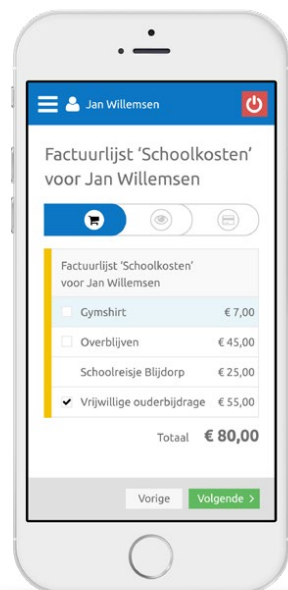 Jan Willemsen
Factuurlijst ‘Schoolkosten’
voor Jan Willemsen
Factuurlijst ‘Schoolkosten’
voor Jan Willemsen
Gymshirt € 7,00
Overblijven € 45,00
Schoolreisje Blijdorp € 25,00
Vrijwillige ouderbijdrage € 55,00
Totaal € 80,00
Vorige Volgende >